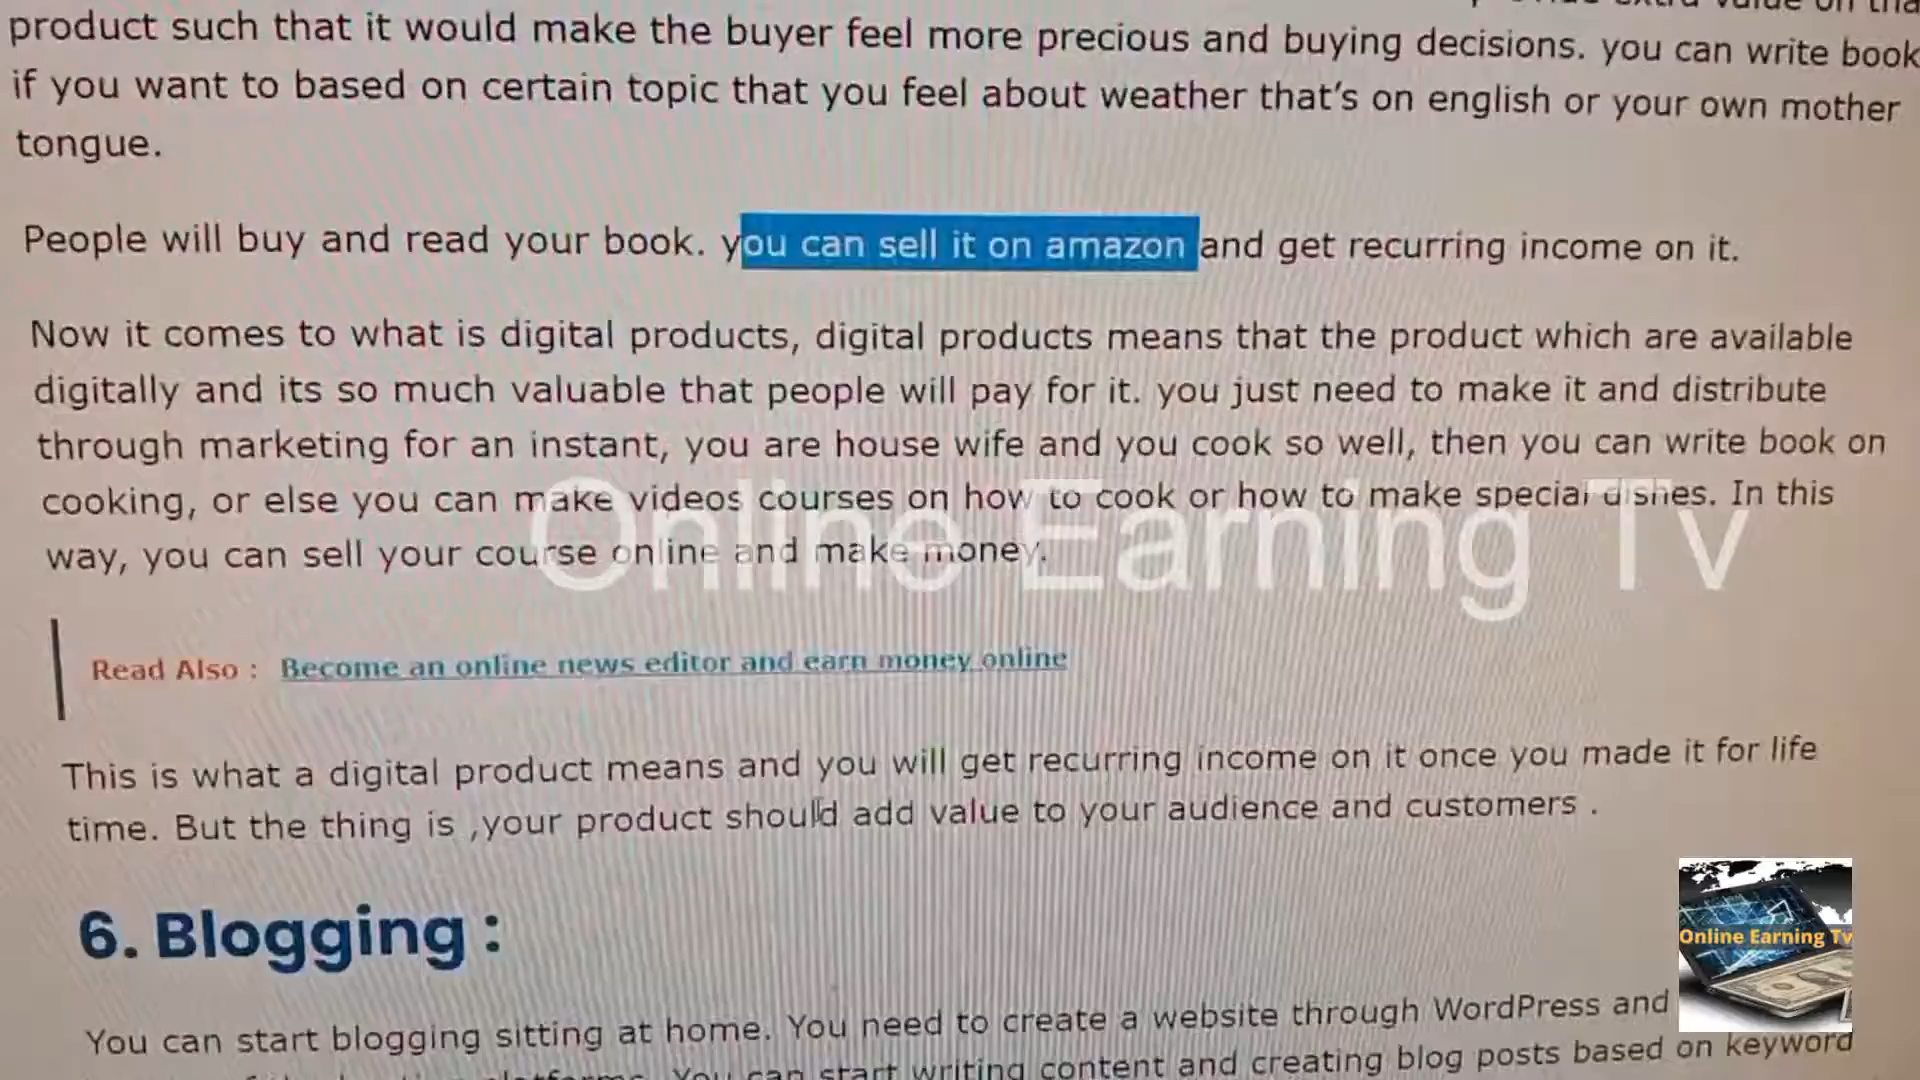 product such that it would make the buyer feel more precious and buying decisions. you can write book
if you want to based on certain topic that you feel about weather that's on english or your own mother
tongue.
People will buy and read your book. you can sell it on amazon and get recurring income on it.
Now it comes to what is digital products, digital products means that the product which are available
digitally and its so much valuable that people will pay for it. you just need to make it and distribute
through marketing for an instant, you are house wife and you cook so well, then you can write book on
cooking, or else you can make videos courses on how to cook or how to make special dishes. In this
way, you can sell your course online and make money.
Online Earning Tv
Read Also : Become an online news editor and earn money online
This is what a digital product means and you will get recurring income on it once you made it for life
time. But the thing is ,your product should add value to your audience and customers .
6. Blogging :
Online Earning Tv
You can start blogging sitting at home. You need to create a website through WordPress and
You can start writing content and creating blog posts based on keyword